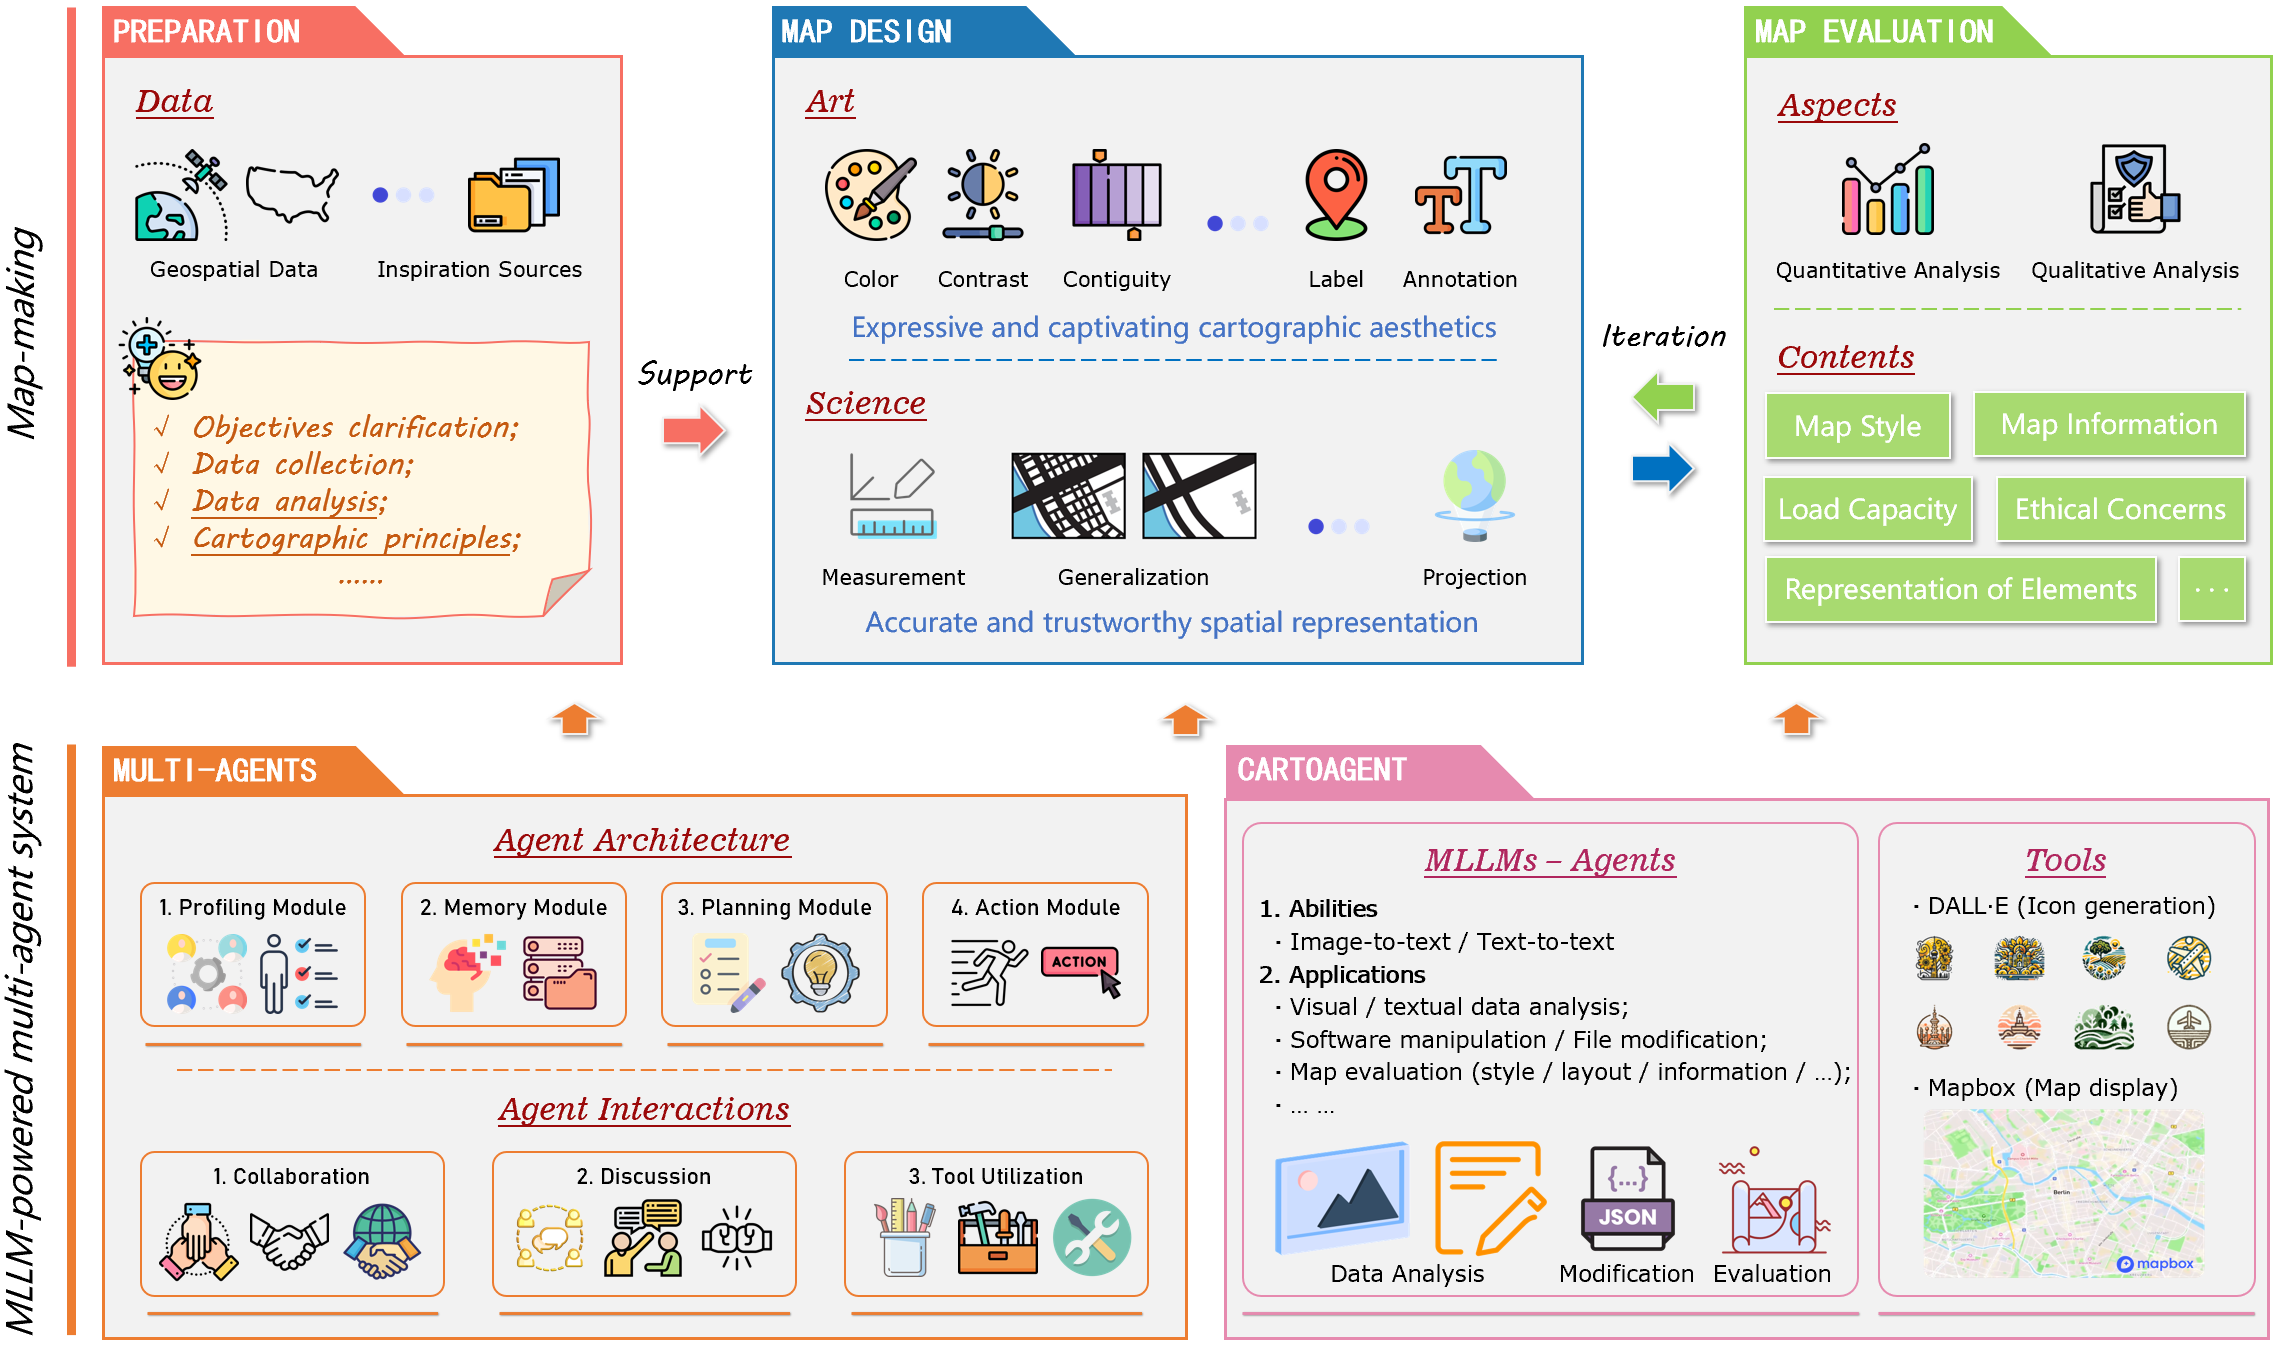 Map-making
PREPARATION
Data
Geospatial Data
Inspiration Sources
√ Objectives clarification;
√ Data collection;
√ Data analysis;
√ Cartographic principles;
......
Support
MAP DESIGN
Art
Color
Contrast
Contiguity
Label
Annotation
Expressive and captivating cartographic aesthetics
Science
Measurement
Generalization
Projection
Accurate and trustworthy spatial representation
Iteration
MAP EVALUATION
Aspects
Quantitative Analysis
Qualitative Analysis
Contents
Map Style
Map Information
Load Capacity
Ethical Concerns
Representation of Elements
...
MLLM-powered multi-agent system
MULTI-AGENTS
Agent Architecture
1. Profiling Module
2. Memory Module
3. Planning Module
4. Action Module
ACTION
Agent Interactions
1. Collaboration
2. Discussion
3. Tool Utilization
CARTOAGENT
MLLMs – Agents
1. Abilities
· Image-to-text / Text-to-text
2. Applications
· Visual / textual data analysis;
· Software manipulation / File modification;
· Map evaluation (style / layout / information / ...);
· ... ...
{...}
JSON
Data Analysis
Modification
Evaluation
Tools
· DALL·E (Icon generation)
· Mapbox (Map display)
Berlin
mapbox